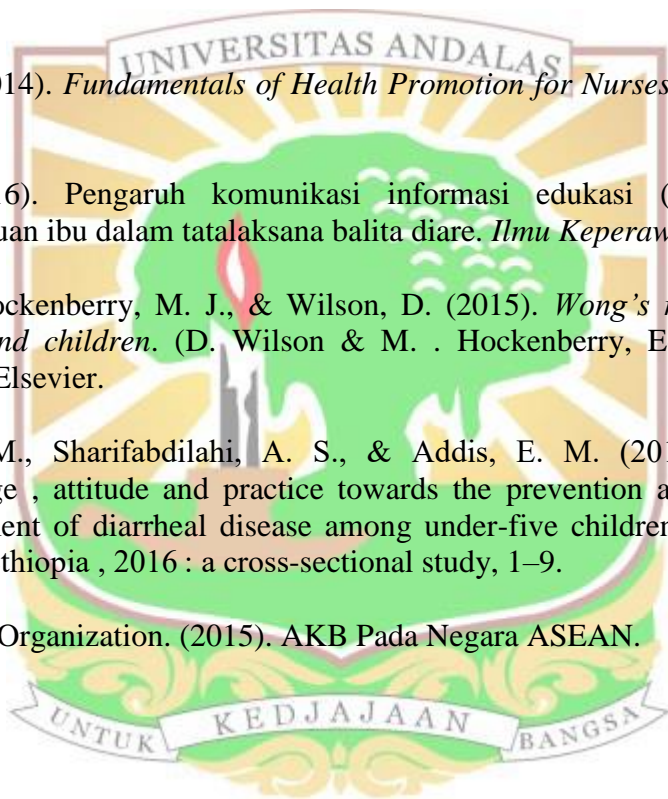 UNIVERSITAS ANDALAS
014). Fundamentals of Health Promotion for Nurses
16). Pengaruh komunikasi informasi edukasi (
uan ibu dalam tatalaksana balita diare. Ilmu Keperaw
ockenberry, M. J., & Wilson, D. (2015). Wong's
nd children. (D. Wilson & M. . Hockenberry, E
Elsevier.
M., Sharifabdilahi, A. S., & Addis, E. M. (201
ge , attitude and practice towards the prevention a
ent of diarrheal disease among under-five children
thiopia , 2016 : a cross-sectional study, 1–9.
Organization. (2015). AKB Pada Negara ASEAN.
UNTUK KEDJAJAAN BANGSA